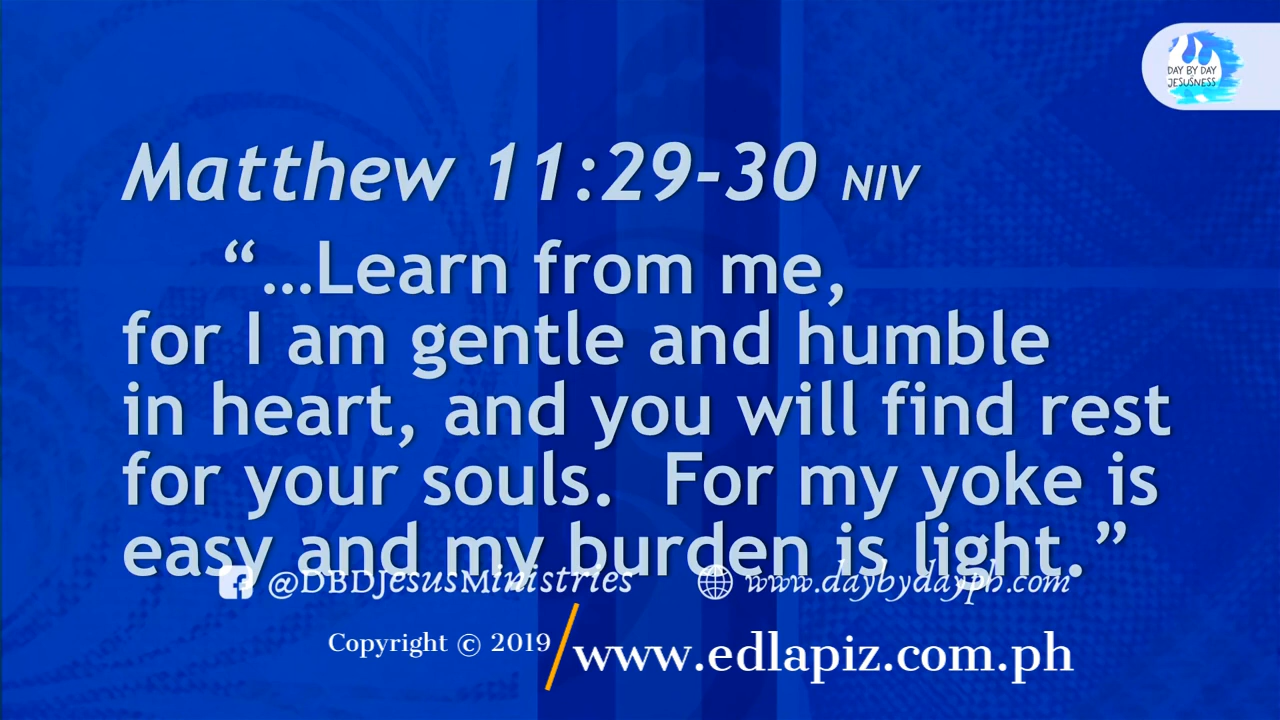 DAY BY DAY
JESUSNESS
Matthew 11:29-30 NIV
“…Learn from me,
for I am gentle and humble
in heart, and you will find rest
for your souls.  For my yoke is
easy and my burden is light.”
@DBDJesusMinistries www.daybydayph.com
Copyright © 2019 www.edlapiz.com.ph